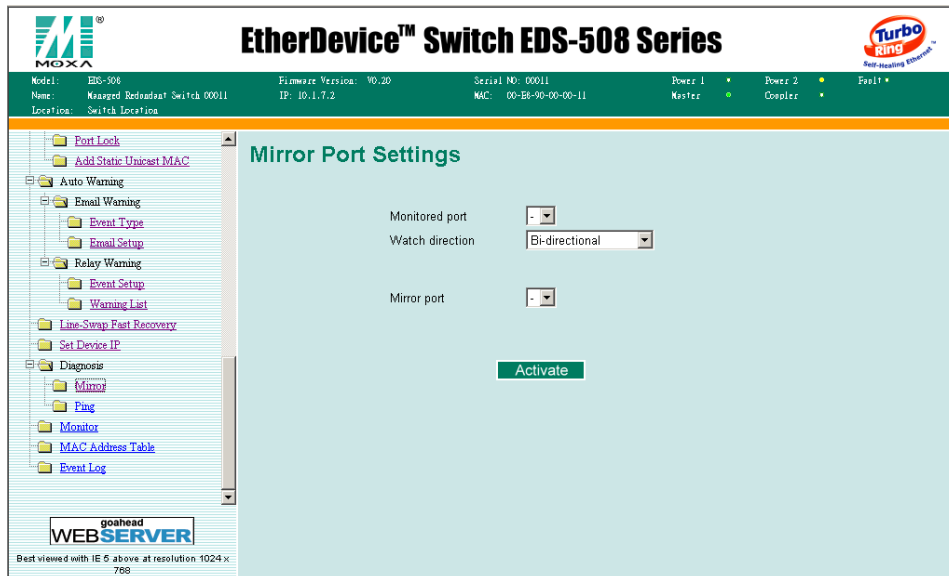 MOXA ®
EtherDevice™ Switch EDS-508 Series
Turbo Ring
Self-Healing Ethernet
Model: EDS-508 Firmware Version: V0.20 Serial NO: 00011 Power 1 Power 2 Fault
Name: Managed Redundant Switch 00011 IP: 10.1.7.2 MAC: 00-E6-90-00-00-11 Master Coupler
Location: Switch Location
Port Lock
Add Static Unicast MAC
Auto Warning
Email Warning
Event Type
Email Setup
Relay Warning
Event Setup
Warning List
Line-Swap Fast Recovery
Set Device IP
Diagnosis
Mirror
Ping
Monitor
MAC Address Table
Event Log
goahead
WEBSERVER
Best viewed with IE 5 above at resolution 1024 x
768
Mirror Port Settings
Monitored port -
Watch direction Bi-directional
Mirror port -
Activate